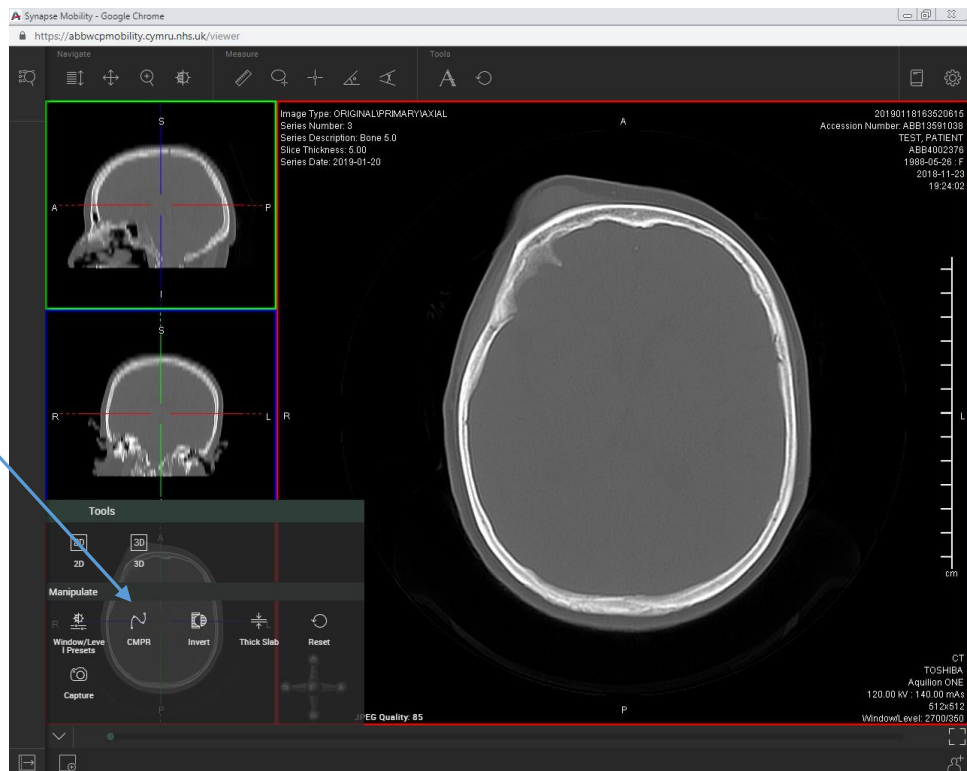 Synapse Mobility - Google Chrome
https://abbwcpmobility.cymru.nhs.uk/viewer
Navigate Measure Tools
Image Type: ORIGINAL\PRIMARY\AXIAL
Series Number: 3
Series Description: Bone 5.0
Slice Thickness: 5.00
Series Date: 2019-01-20
20190118163520615
Accession Number: ABB13591038
TEST, PATIENT
ABB4002376
1988-05-26 : F
2018-11-23
19:24:02
S
A
P
I
S
R
L
A
R
L
P
cm
Tools
2D 3D
2D 3D
A
Manipulate
R
Window/Leve
l Presets
CMPR
Invert
Thick Slab
Reset
Capture
P
JPEG Quality: 85
CT
TOSHIBA
Aquilion ONE
120.00 kV : 140.00 mAs
512x512
Window/Level: 2700/350